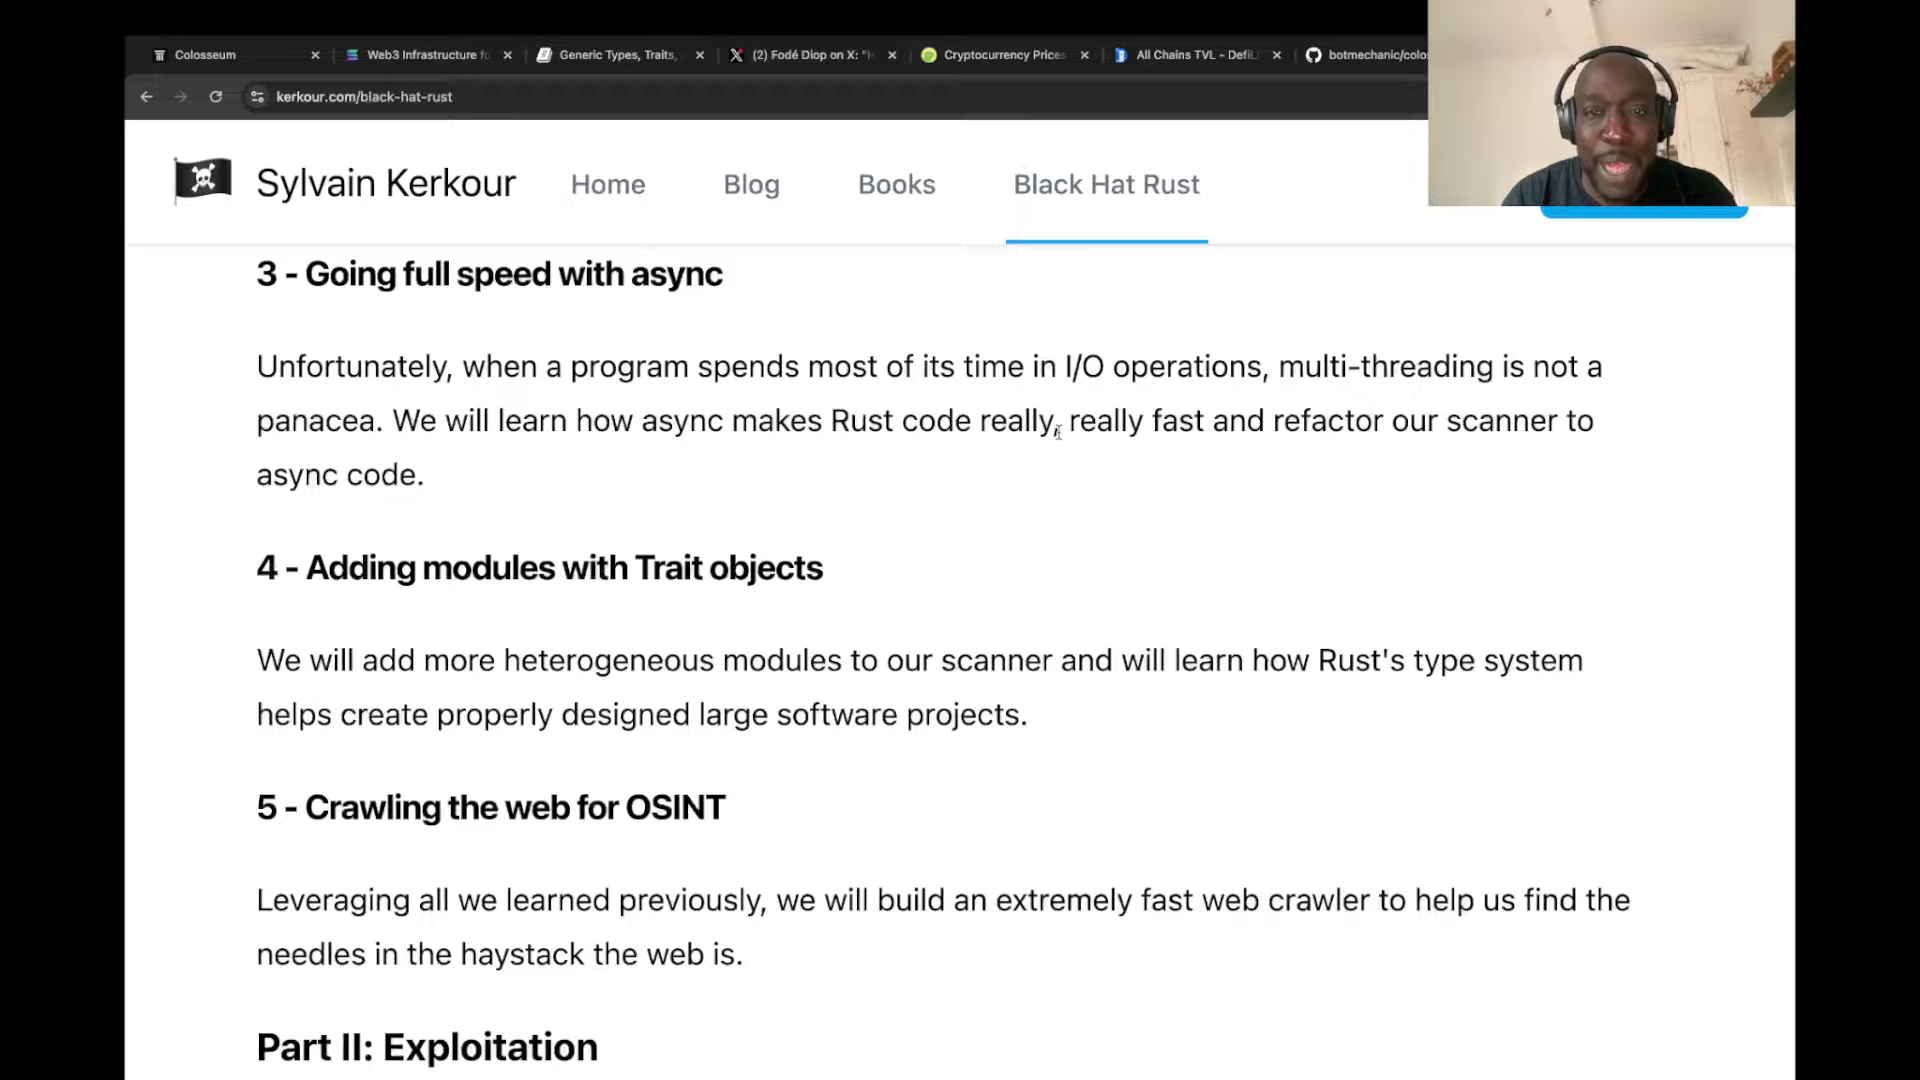 Colosseum
Web3 Infrastructure fo
Generic Types, Traits,
(2) Fodé Diop on X: "H
Cryptocurrency Prices
All Chains TVL - DefiLl
botmechanic/colos
kerkour.com/black-hat-rust
Sylvain Kerkour
Home
Blog
Books
Black Hat Rust
3 - Going full speed with async
Unfortunately, when a program spends most of its time in I/O operations, multi-threading is not a
panacea. We will learn how async makes Rust code really, really fast and refactor our scanner to
async code.
4 - Adding modules with Trait objects
We will add more heterogeneous modules to our scanner and will learn how Rust's type system
helps create properly designed large software projects.
5 - Crawling the web for OSINT
Leveraging all we learned previously, we will build an extremely fast web crawler to help us find the
needles in the haystack the web is.
Part II: Exploitation